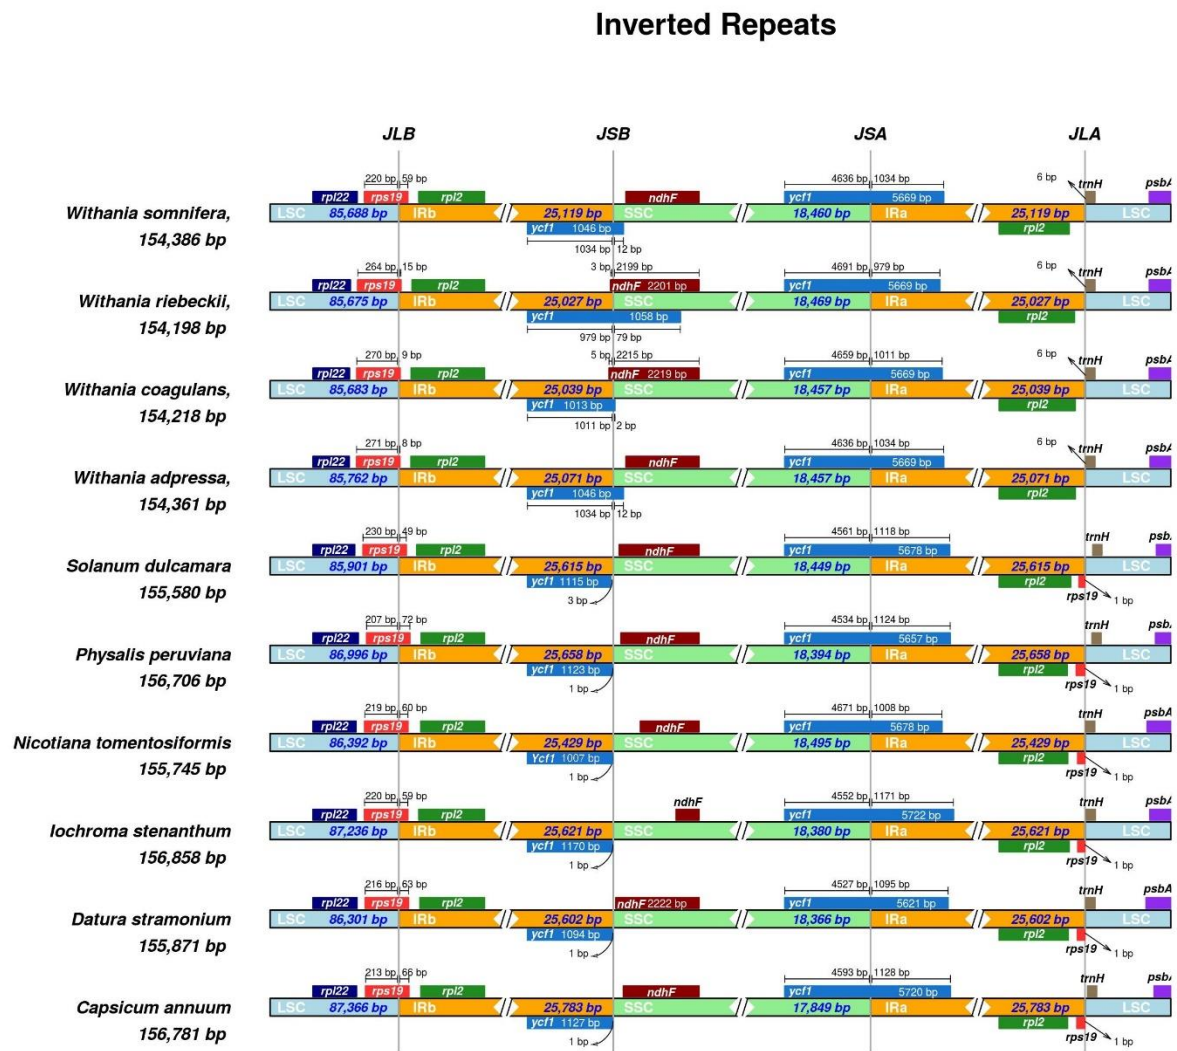 Inverted Repeats
JLB JSB JSA JLA
220 bp 59 bp 4636 bp 1034 bp 6 bp trnH psbA
rpl22 rps19 rpl2 ndhF ycf1 5669 bp
Withania somnifera, LSC 85,688 bp IRb 25,119 bp SSC 18,460 bp IRa 25,119 bp LSC
154,386 bp ycf1 1046 bp rpl2
1034 bp 12 bp
264 bp 15 bp 3 bp 2199 bp 4691 bp 979 bp 6 bp trnH psbA
rpl22 rps19 rpl2 ndhF 2201 bp ycf1 5669 bp
Withania riebeckii, LSC 85,675 bp IRb 25,027 bp SSC 18,469 bp IRa 25,027 bp LSC
154,198 bp ycf1 1058 bp rpl2
979 bp 79 bp
270 bp 9 bp 5 bp 2215 bp 4659 bp 1011 bp 6 bp trnH psbA
rpl22 rps19 rpl2 ndhF 2219 bp ycf1 5669 bp
Withania coagulans, LSC 85,683 bp IRb 25,039 bp SSC 18,457 bp IRa 25,039 bp LSC
154,218 bp ycf1 1013 bp rpl2
1011 bp 2 bp
271 bp 8 bp 4636 bp 1034 bp 6 bp trnH psbA
rpl22 rps19 rpl2 ndhF ycf1 5669 bp
Withania adpressa, LSC 85,762 bp IRb 25,071 bp SSC 18,457 bp IRa 25,071 bp LSC
154,361 bp ycf1 1046 bp rpl2
1034 bp 12 bp
230 bp 49 bp 4561 bp 1118 bp trnH psb
rpl22 rps19 rpl2 ndhF ycf1 5678 bp
Solanum dulcamara LSC 85,901 bp IRb 25,615 bp SSC 18,449 bp IRa 25,615 bp LSC
155,580 bp ycf1 1115 bp rpl2
3 bp rps19 1 bp
207 bp 72 bp 4534 bp 1124 bp trnH psbA
rpl22 rps19 rpl2 ndhF ycf1 5657 bp
Physalis peruviana LSC 86,996 bp IRb 25,658 bp SSC 18,394 bp IRa 25,658 bp LSC
156,706 bp ycf1 1123 bp rpl2
1 bp rps19 1 bp
219 bp 60 bp 4671 bp 1008 bp trnH psbA
rpl22 rps19 rpl2 ndhF ycf1 5678 bp
Nicotiana tomentosiformis LSC 86,392 bp IRb 25,429 bp SSC 18,495 bp IRa 25,429 bp LSC
155,745 bp Ycf1 1007 bp rpl2
1 bp rps19 1 bp
220 bp 59 bp ndhF 4552 bp 1171 bp trnH psbA
rpl22 rps19 rpl2 ycf1 5722 bp
Iochroma stenanthum LSC 87,236 bp IRb 25,621 bp SSC 18,380 bp IRa 25,621 bp LSC
156,858 bp ycf1 1170 bp rpl2
1 bp rps19 1 bp
216 bp 63 bp 4527 bp 1095 bp trnH psbA
rpl22 rps19 rpl2 ndhF 2222 bp ycf1 5621 bp
Datura stramonium LSC 86,301 bp IRb 25,602 bp SSC 18,366 bp IRa 25,602 bp LSC
155,871 bp ycf1 1094 bp rpl2
1 bp rps19 1 bp
213 bp 66 bp 4593 bp 1128 bp trnH psbA
rpl22 rps19 rpl2 ndhF ycf1 5720 bp
Capsicum annuum LSC 87,366 bp IRb 25,783 bp SSC 17,849 bp IRa 25,783 bp LSC
156,781 bp ycf1 1127 bp rpl2
1 bp rps19 1 bp